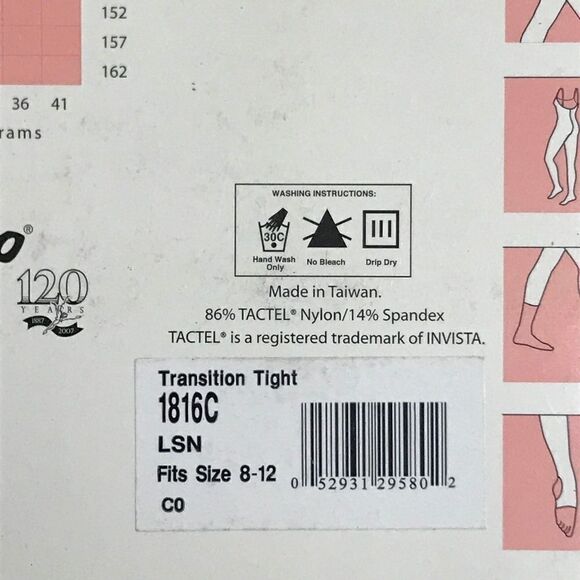 152
157
162
36 41
rams
o®
120
YEARS
1887 2007
WASHING INSTRUCTIONS:
30C
Hand Wash Only
No Bleach
Drip Dry
Made in Taiwan.
86% TACTEL® Nylon/14% Spandex
TACTEL® is a registered trademark of INVISTA.
Transition Tight
1816C
LSN
Fits Size 8-12
C0
0 52931 29580 2